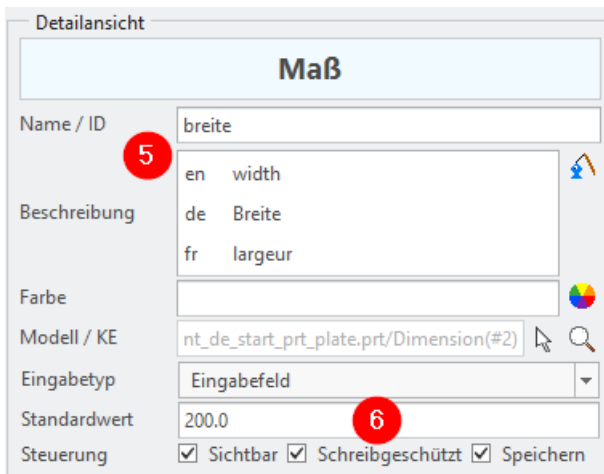 Detailansicht
Maß
Name / ID breite
5
en width
Beschreibung de Breite
fr largeur
Farbe
Modell / KE nt_de_start_prt_plate.prt/Dimension(#2)
Eingabetyp Eingabefeld
Standardwert 200.0 6
Steuerung Sichtbar Schreibgeschützt Speichern